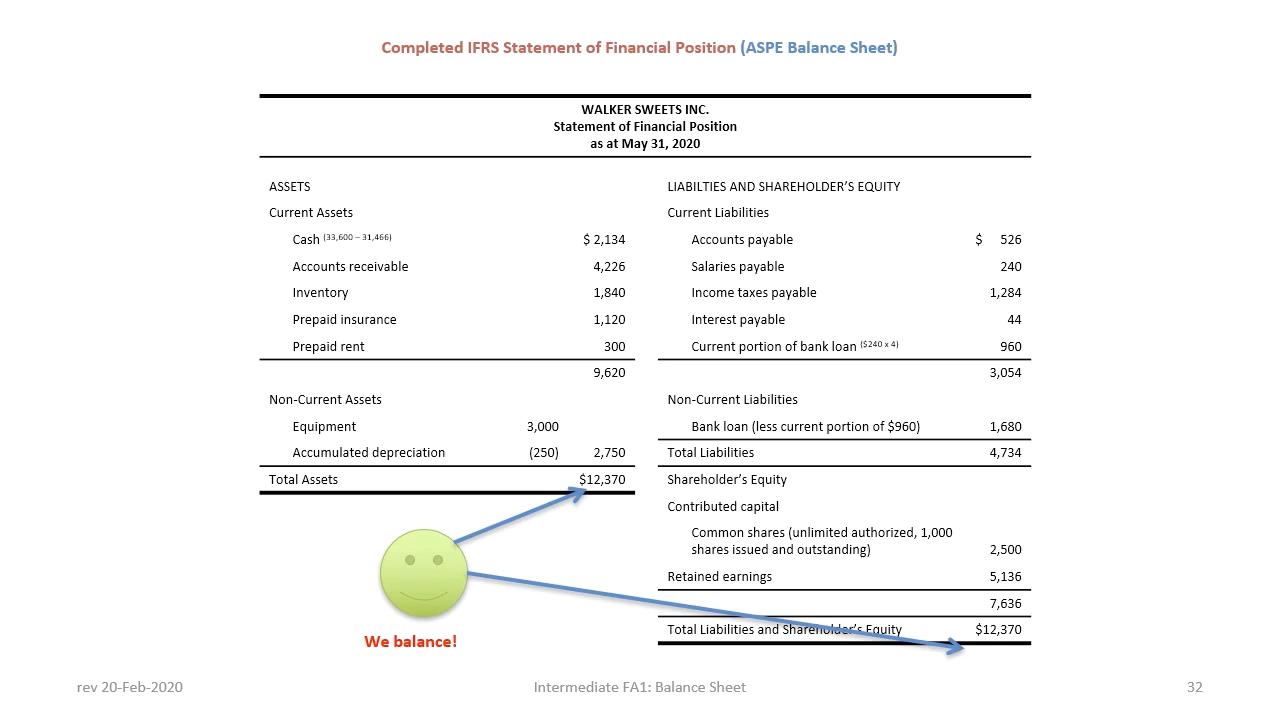 Completed IFRS Statement of Financial Position (ASPE Balance Sheet)
WALKER SWEETS INC.
Statement of Financial Position
as at May 31, 2020
ASSETS
Current Assets
Cash (33,600 – 31,466) $ 2,134
Accounts receivable 4,226
Inventory 1,840
Prepaid insurance 1,120
Prepaid rent 300
9,620
Non-Current Assets
Equipment 3,000
Accumulated depreciation (250) 2,750
Total Assets $12,370
LIABILTIES AND SHAREHOLDER’S EQUITY
Current Liabilities
Accounts payable $ 526
Salaries payable 240
Income taxes payable 1,284
Interest payable 44
Current portion of bank loan ($240 x 4) 960
3,054
Non-Current Liabilities
Bank loan (less current portion of $960) 1,680
Total Liabilities 4,734
Shareholder’s Equity
Contributed capital
Common shares (unlimited authorized, 1,000
shares issued and outstanding) 2,500
Retained earnings 5,136
7,636
Total Liabilities and Shareholder’s Equity $12,370
We balance!
rev 20-Feb-2020
Intermediate FA1: Balance Sheet
32